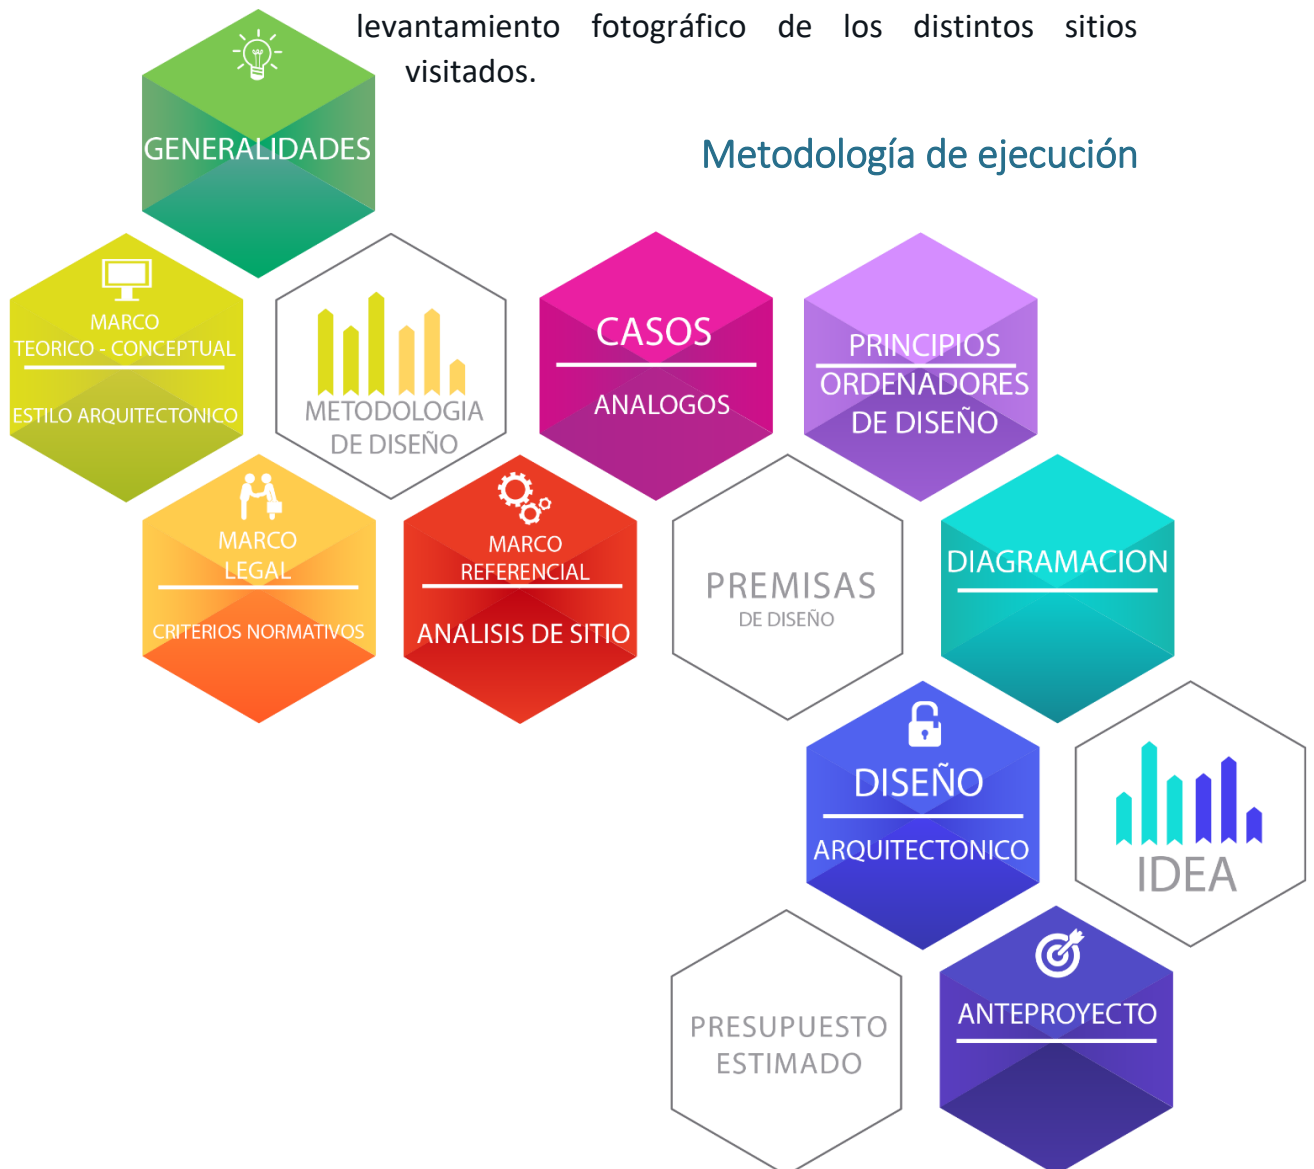 levantamiento fotográfico de los distintos sitios
visitados.
Metodología de ejecución
GENERALIDADES
MARCO
TEORICO - CONCEPTUAL
ESTILO ARQUITECTONICO
METODOLOGIA
DE DISEÑO
CASOS
ANALOGOS
PRINCIPIOS
ORDENADORES
DE DISEÑO
MARCO
LEGAL
CRITERIOS NORMATIVOS
MARCO
REFERENCIAL
ANALISIS DE SITIO
PREMISAS
DE DISEÑO
DIAGRAMACION
DISEÑO
ARQUITECTONICO
IDEA
PRESUPUESTO
ESTIMADO
ANTEPROYECTO